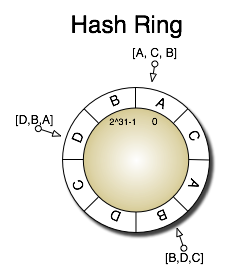 Hash Ring
[A, C, B]
[D,B,A]
B
A
2^31-1
0
D
C
C
A
D
B
[B,D,C]